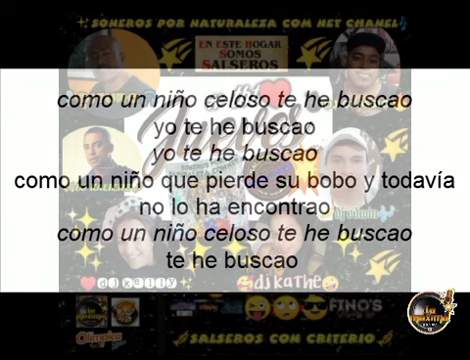 SONEROS POR NATURALEZA COM NET CHANEL
EN ESTE HOGAR
SOMOS
SALSEROS
como un niño celoso te he buscao
yo te he buscao
yo te he buscao
como un niño que pierde su bobo y todavía
no lo ha encontrao
como un niño celoso te he buscao
te he buscao
dj kelly
dj kathe
FINO'S
Olímpica
SALSEROS CON CRITERIO